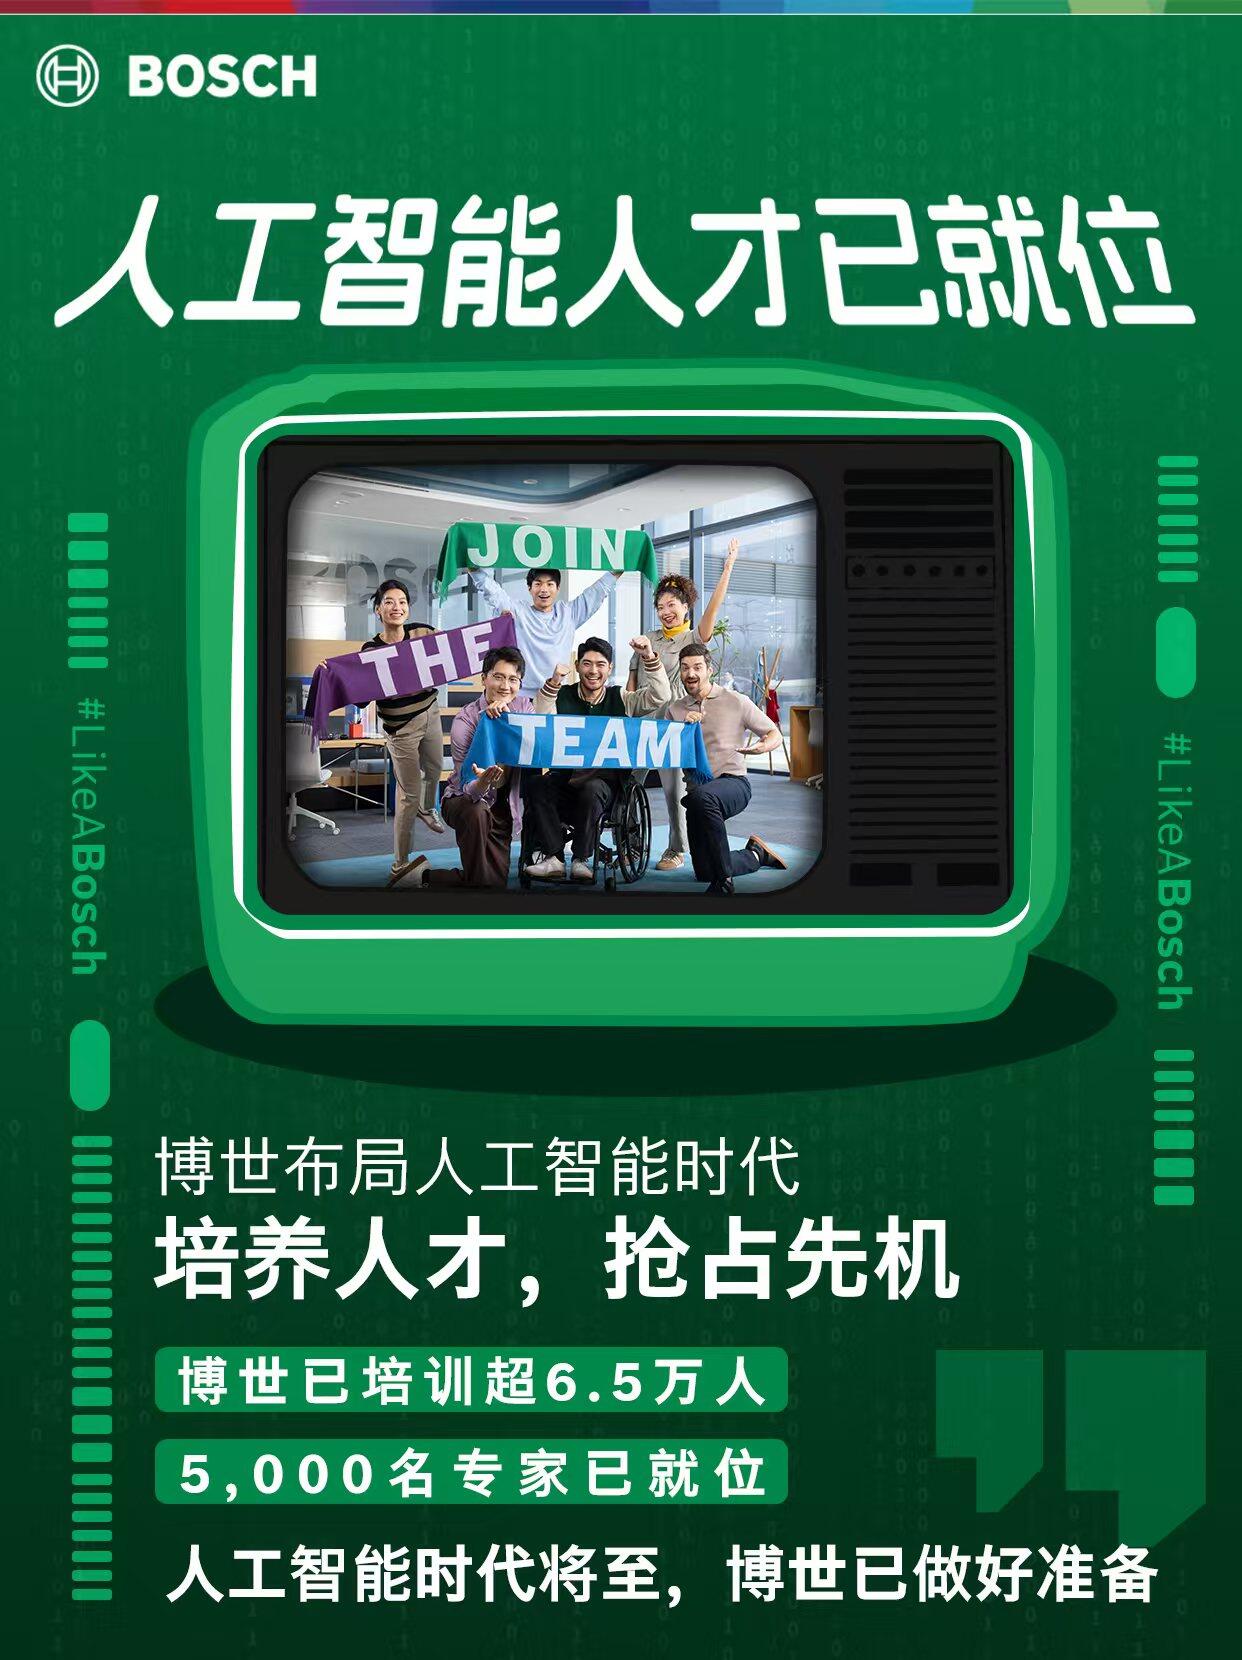 BOSCH
人工智能人才已就位
JOIN
THE
TEAM
#LikeABosch
#LikeABosch
博世布局人工智能时代
培养人才，抢占先机
博世已培训超6.5万人
5,000名专家已就位
人工智能时代将至，博世已做好准备